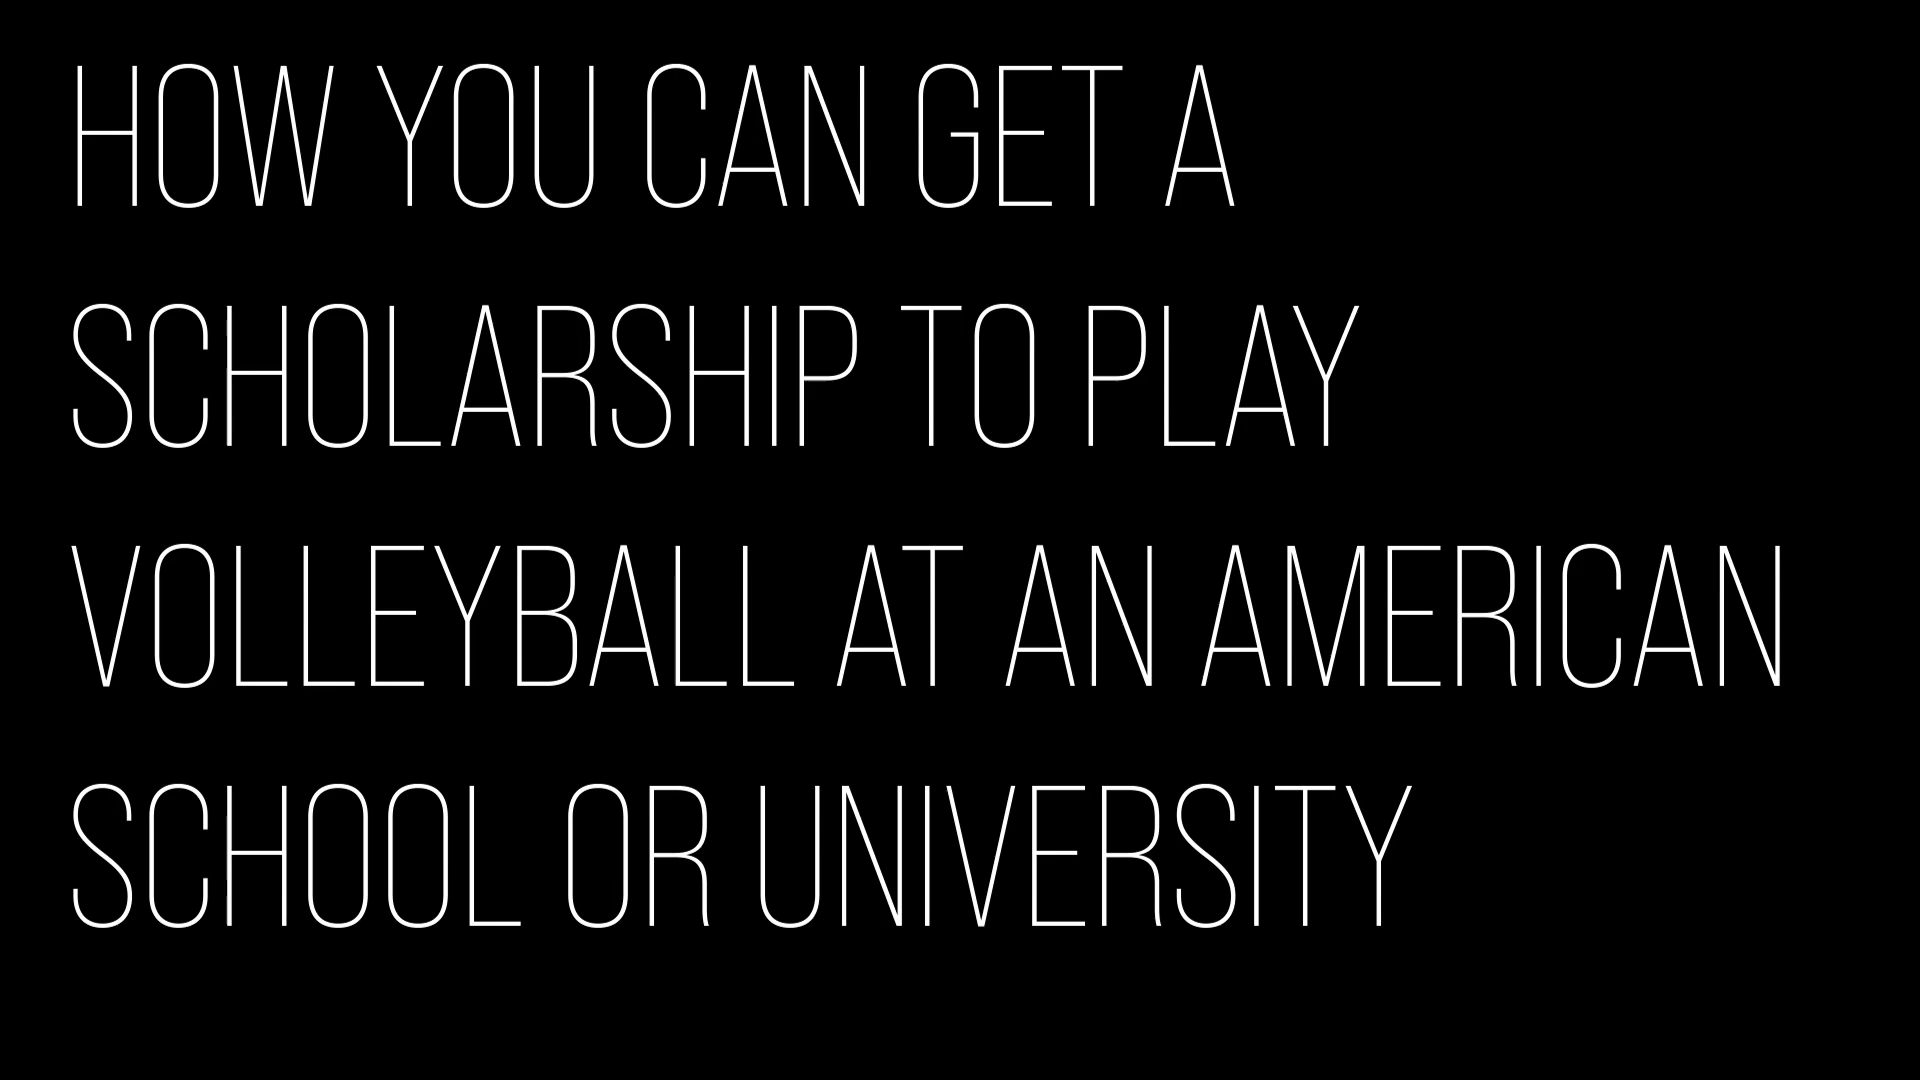 HOW YOU CAN GET A
SCHOLARSHIP TO PLAY
VOLLEYBALL AT AN AMERICAN
SCHOOL OR UNIVERSITY